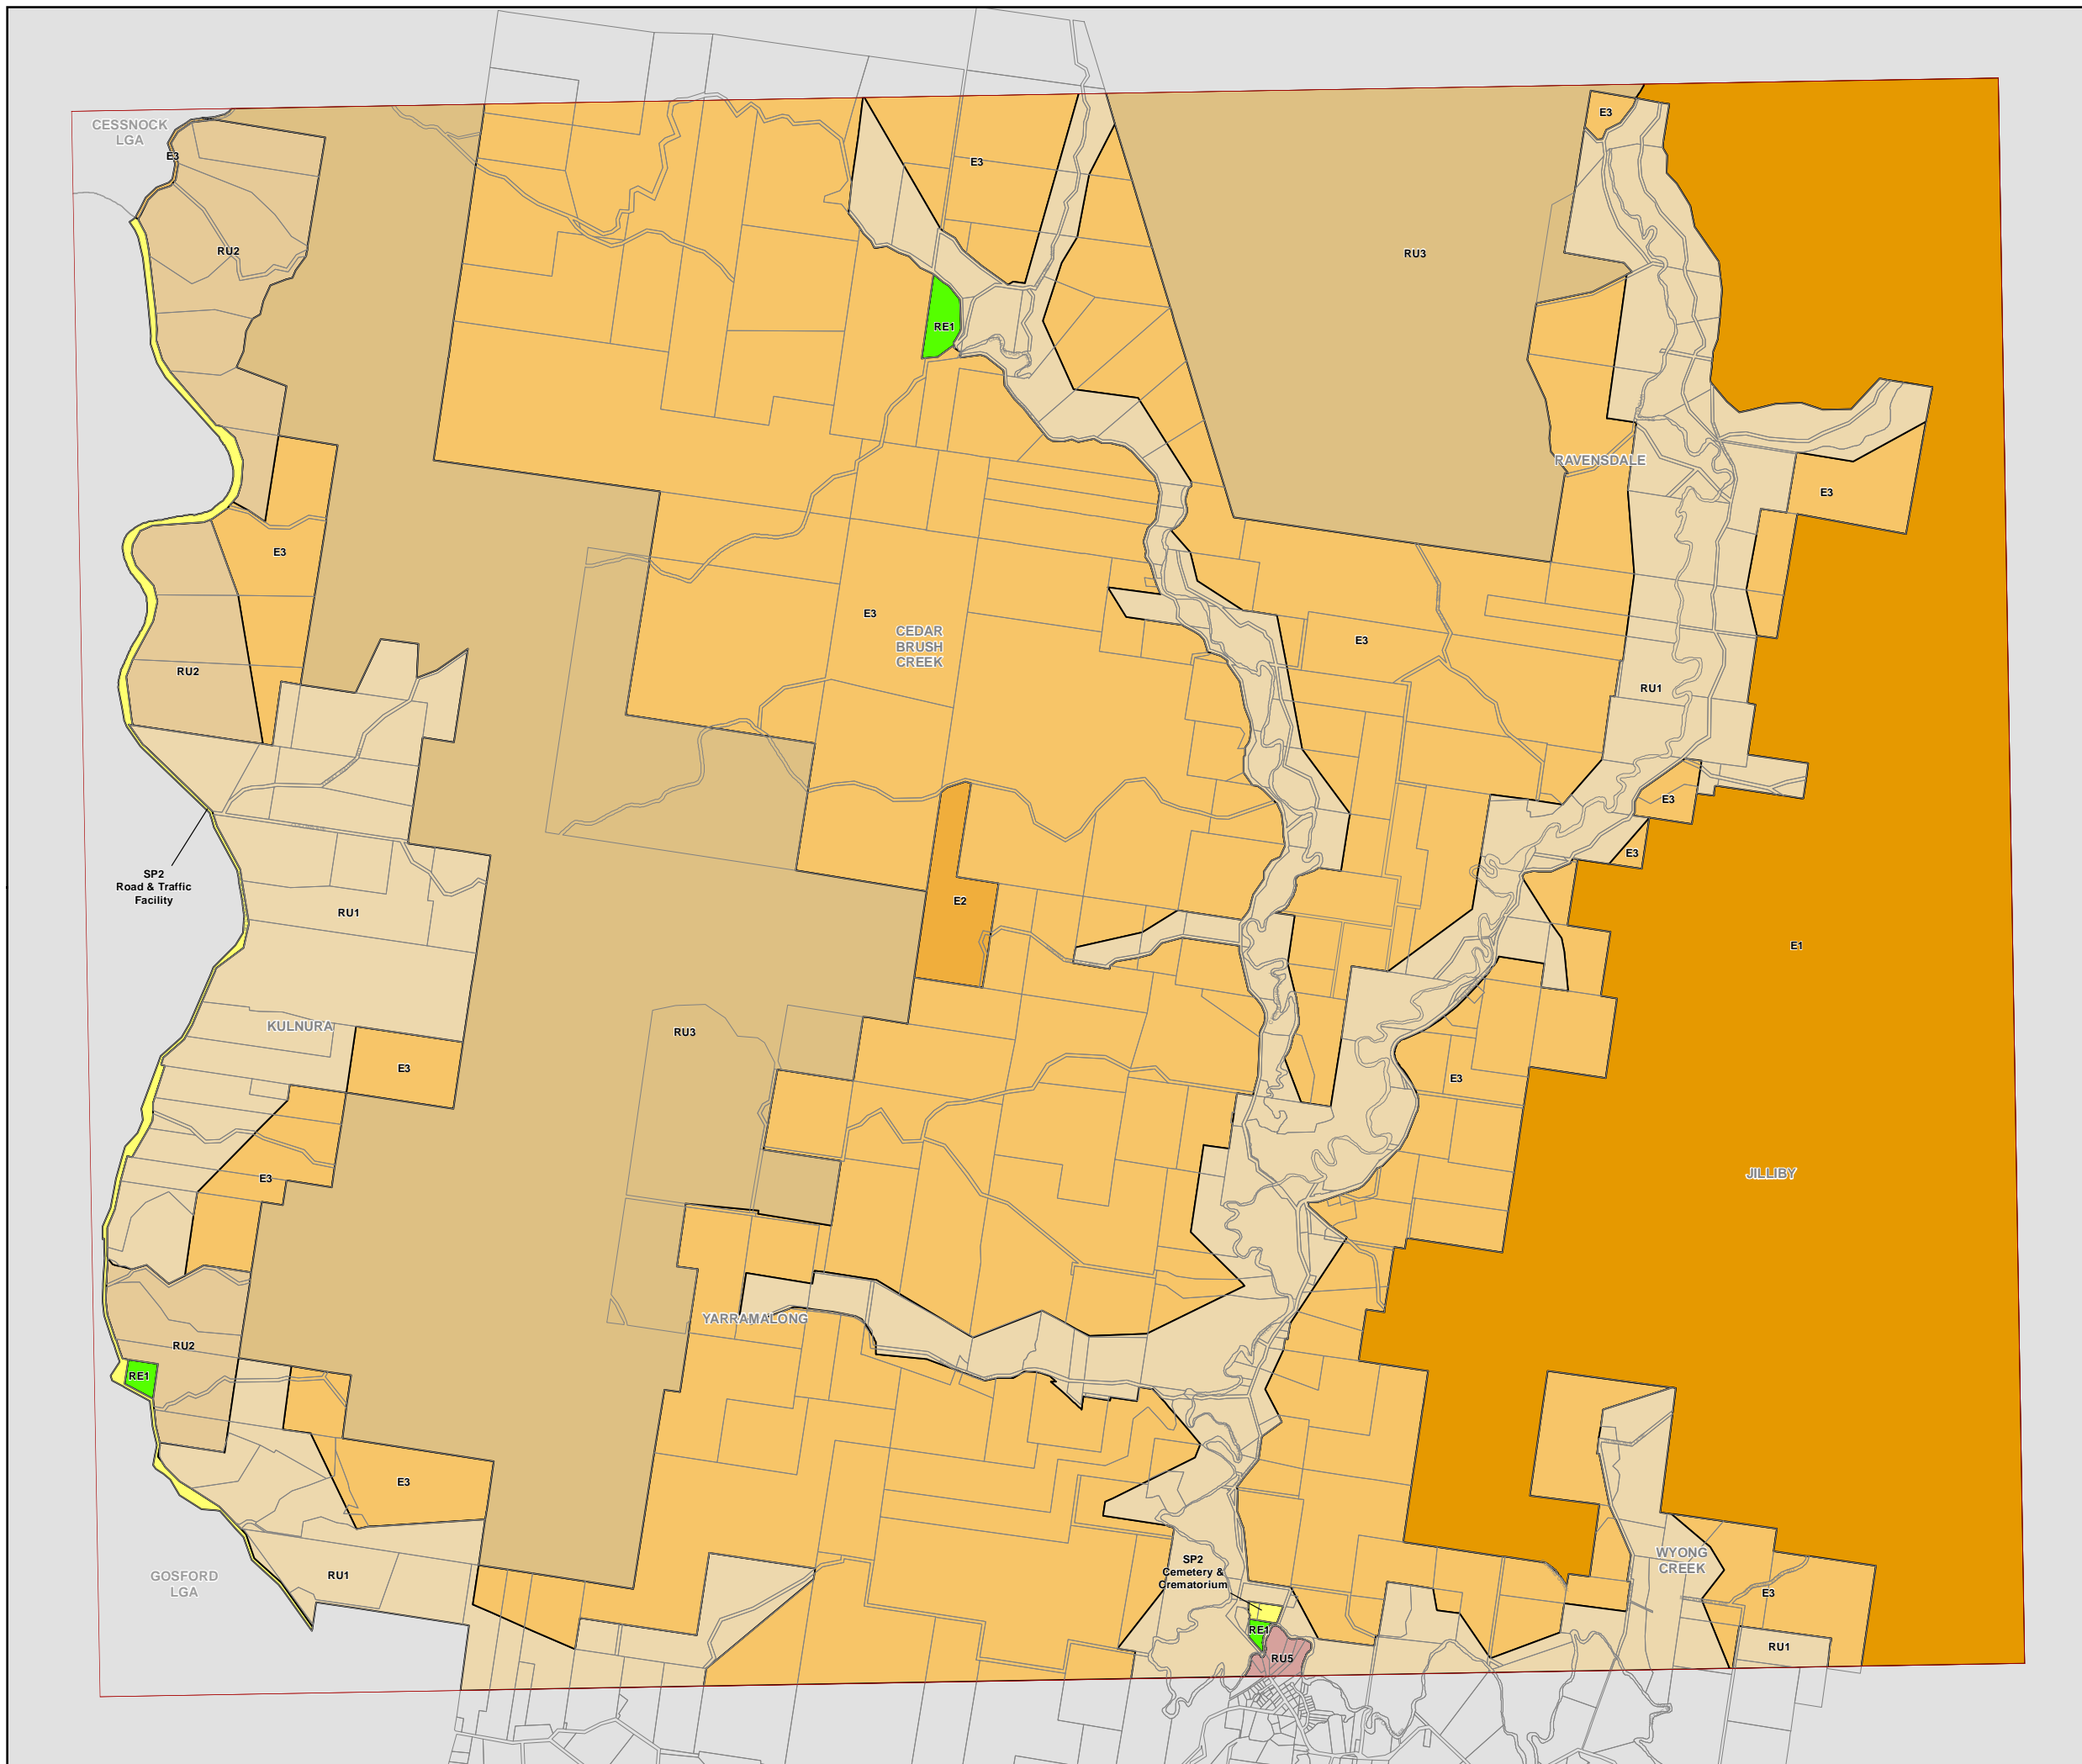 CESSNOCK
LGA
E3
E3
E3
RU2
RU3
RE1
RAVENSDALE
E3
E3
E3
CEDAR
BRUSH
CREEK
E3
RU2
RU1
E3
E3
SP2
Road & Traffic
Facility
E2
RU1
E1
KULNURA
RU3
E3
E3
JILLIBY
E3
YARRAMALONG
RU2
RE1
E3
WYONG
CREEK
SP2
Cemetery &
Crematorium
GOSFORD
LGA
RU1
E3
RE1
RU1
RU5